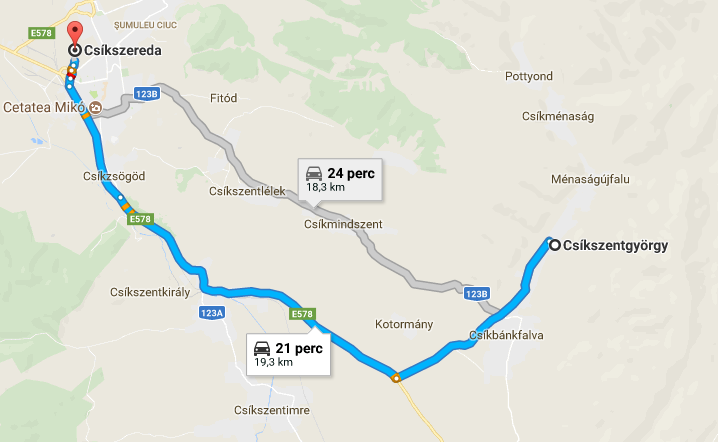 ŞUMULEU CIUC
E578
Csíkszereda
Pottyond
123B
Fitód
Cetatea Mikó
Csíkménaság
24 perc
18,3 km
Csíkzsögöd
Ménaságújfalu
Csíkszentlélek
E578
Csíkmindszent
Csíkszentgyörgy
Csíkszentkirály
123B
123A
E578
Kotormány
Csíkbánkfalva
21 perc
19,3 km
Csíkszentimre